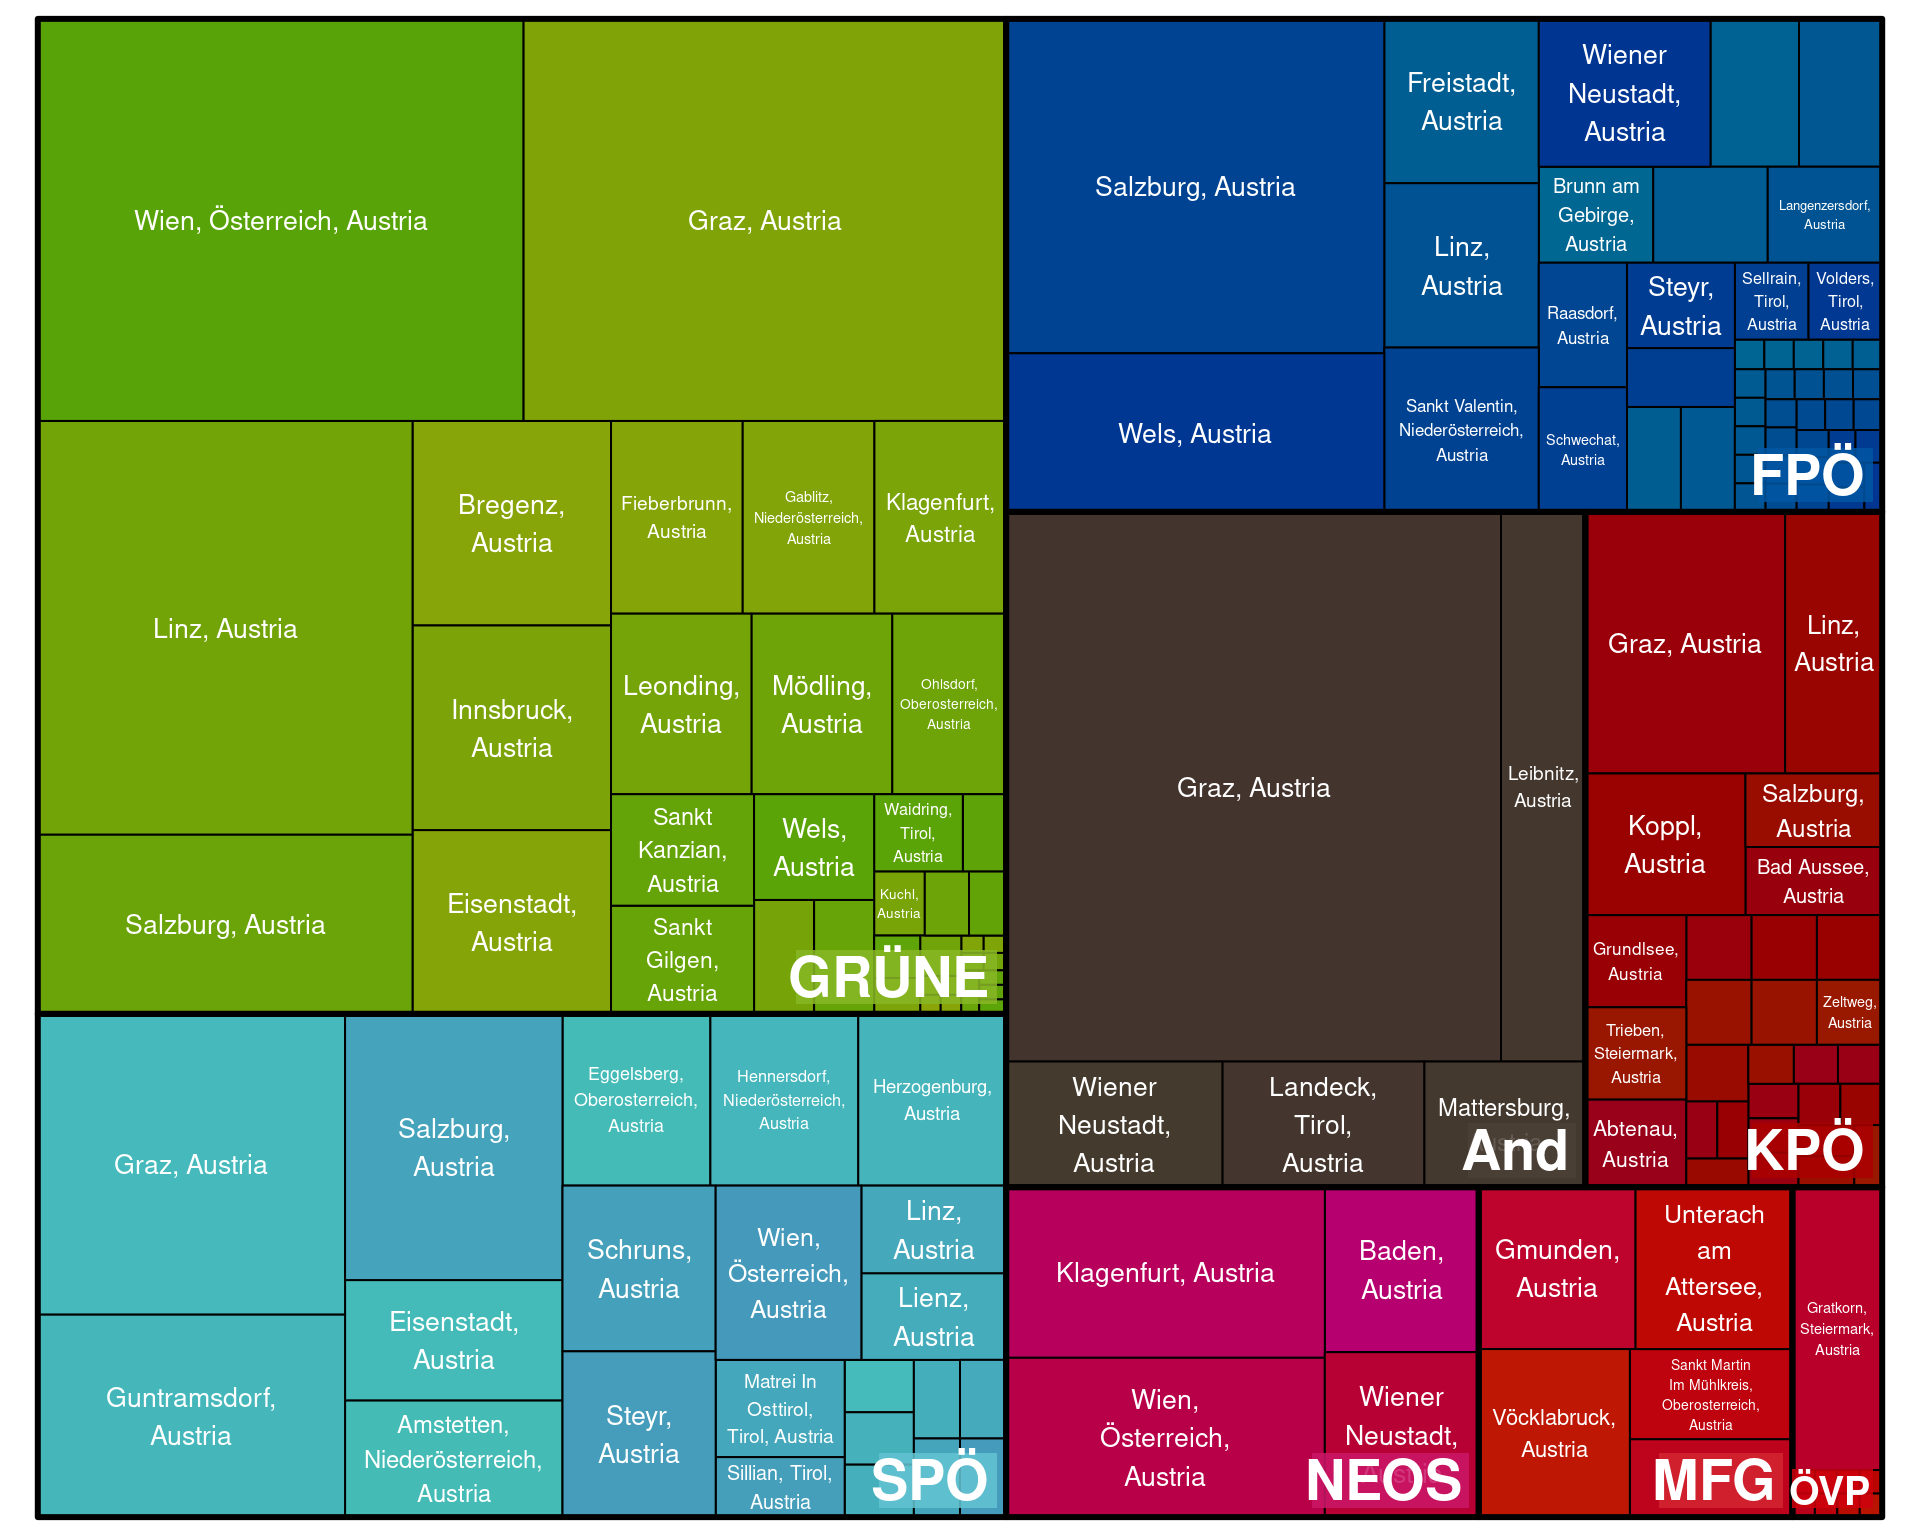 Wien, Österreich, Austria
Graz, Austria
Linz, Austria
Salzburg, Austria
Bregenz,
Austria
Innsbruck,
Austria
Eisenstadt,
Austria
Fieberbrunn,
Austria
Gablitz,
Niederösterreich,
Austria
Klagenfurt,
Austria
Leonding,
Austria
Mödling,
Austria
Ohlsdorf,
Oberosterreich,
Austria
Sankt
Kanzian,
Austria
Sankt
Gilgen,
Austria
Wels,
Austria
Waidring,
Tirol,
Austria
Kuchl,
Austria
GRÜNE
Salzburg, Austria
Wels, Austria
Freistadt,
Austria
Linz,
Austria
Sankt Valentin,
Niederösterreich,
Austria
Wiener
Neustadt,
Austria
Brunn am
Gebirge,
Austria
Langenzersdorf,
Austria
Raasdorf,
Austria
Schwechat,
Austria
Steyr,
Austria
Sellrain,
Tirol,
Austria
Volders,
Tirol,
Austria
FPÖ
Graz, Austria
Leibnitz,
Austria
Wiener
Neustadt,
Austria
Landeck,
Tirol,
Austria
Mattersburg,
Austria
And
Graz, Austria
Linz,
Austria
Koppl,
Austria
Salzburg,
Austria
Bad Aussee,
Austria
Grundlsee,
Austria
Trieben,
Steiermark,
Austria
Abtenau,
Austria
Zeltweg,
Austria
KPÖ
Graz, Austria
Guntramsdorf,
Austria
Salzburg,
Austria
Eisenstadt,
Austria
Amstetten,
Niederösterreich,
Austria
Eggelsberg,
Oberosterreich,
Austria
Hennersdorf,
Niederösterreich,
Austria
Herzogenburg,
Austria
Schruns,
Austria
Steyr,
Austria
Wien,
Österreich,
Austria
Linz,
Austria
Lienz,
Austria
Matrei In
Osttirol,
Tirol, Austria
Sillian, Tirol,
Austria
SPÖ
Klagenfurt, Austria
Wien,
Österreich,
Austria
Baden,
Austria
Wiener
Neustadt,
Austria
NEOS
Gmunden,
Austria
Unterach
am
Attersee,
Austria
Vöcklabruck,
Austria
Sankt Martin
Im Mühlkreis,
Oberosterreich,
Austria
MFG
Gratkorn,
Steiermark,
Austria
ÖVP